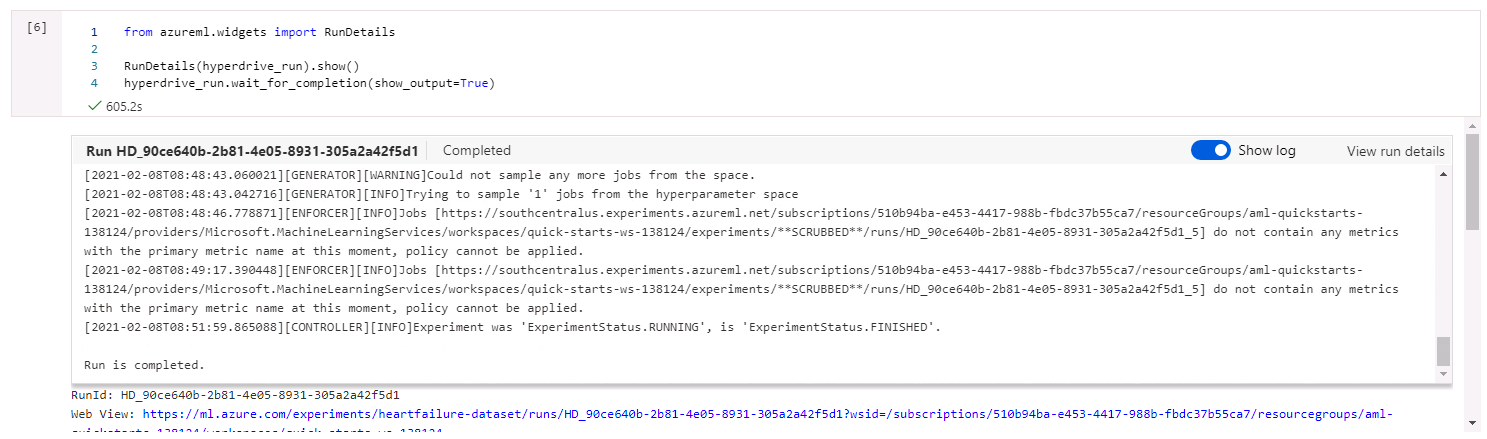 [6]
1 from azureml.widgets import RunDetails
2
3 RunDetails(hyperdrive_run).show()
4 hyperdrive_run.wait_for_completion(show_output=True)
605.2s
Run HD_90ce640b-2b81-4e05-8931-305a2a42f5d1 Completed Show log View run details
[2021-02-08T08:48:43.060021][GENERATOR][WARNING]Could not sample any more jobs from the space.
[2021-02-08T08:48:43.042716][GENERATOR][INFO]Trying to sample '1' jobs from the hyperparameter space
[2021-02-08T08:48:46.778871][ENFORCER][INFO]Jobs [https://southcentralus.experiments.azureml.net/subscriptions/510b94ba-e453-4417-988b-fbdc37b55ca7/resourceGroups/aml-quickstarts-
138124/providers/Microsoft.MachineLearningServices/workspaces/quick-starts-ws-138124/experiments/**SCRUBBED**/runs/HD_90ce640b-2b81-4e05-8931-305a2a42f5d1_5] do not contain any metrics
with the primary metric name at this moment, policy cannot be applied.
[2021-02-08T08:49:17.390448][ENFORCER][INFO]Jobs [https://southcentralus.experiments.azureml.net/subscriptions/510b94ba-e453-4417-988b-fbdc37b55ca7/resourceGroups/aml-quickstarts-
138124/providers/Microsoft.MachineLearningServices/workspaces/quick-starts-ws-138124/experiments/**SCRUBBED**/runs/HD_90ce640b-2b81-4e05-8931-305a2a42f5d1_5] do not contain any metrics
with the primary metric name at this moment, policy cannot be applied.
[2021-02-08T08:51:59.865088][CONTROLLER][INFO]Experiment was 'ExperimentStatus.RUNNING', is 'ExperimentStatus.FINISHED'.
Run is completed.
RunId: HD_90ce640b-2b81-4e05-8931-305a2a42f5d1
Web View: https://ml.azure.com/experiments/heartfailure-dataset/runs/HD_90ce640b-2b81-4e05-8931-305a2a42f5d1?wsid=/subscriptions/510b94ba-e453-4417-988b-fbdc37b55ca7/resourcegroups/aml-
quickstarts-138124/workspaces/quick-starts-ws-138124